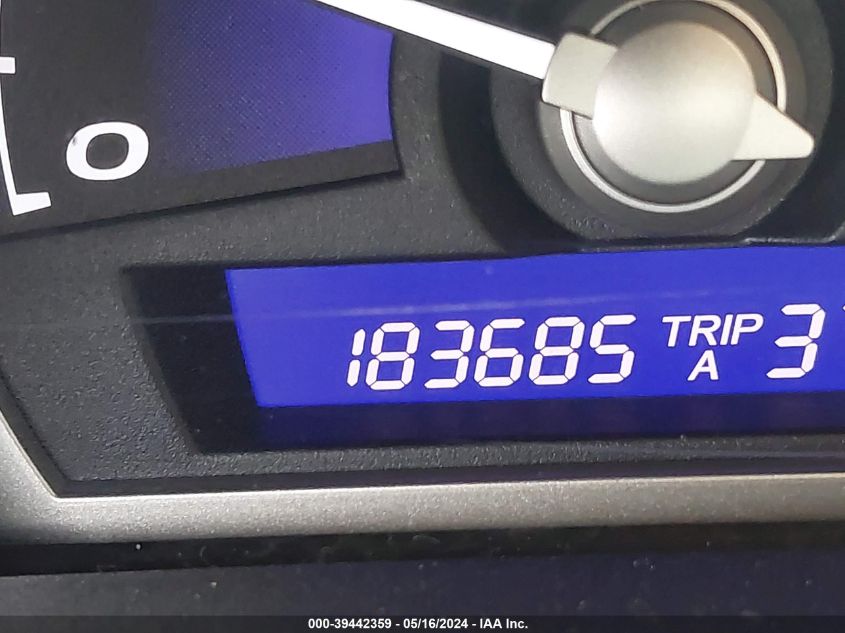 0
183685 TRIP 3
A
000-39442359 - 05/16/2024 - IAA Inc.